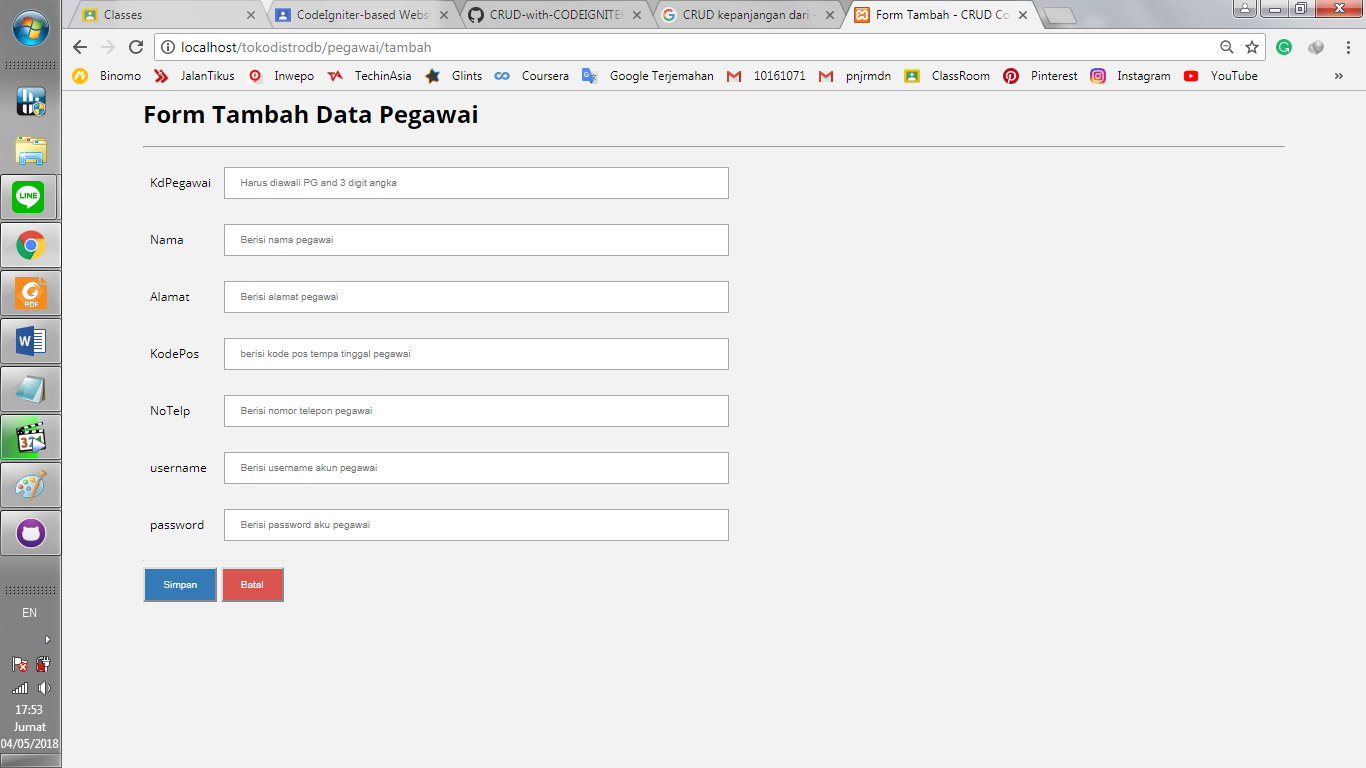 Classes
CodeIgniter-based Webs
CRUD-with-CODEIGNITER
CRUD kepanjangan dari -
Form Tambah - CRUD Co
localhost/tokodistrodb/pegawai/tambah
Binomo
JalanTikus
Inwepo
TechinAsia
Glints
Coursera
Google Terjemahan
10161071
pnjrmdn
ClassRoom
Pinterest
Instagram
YouTube
»
Form Tambah Data Pegawai
KdPegawai
Harus diawali PG and 3 digit angka
Nama
Berisi nama pegawai
Alamat
Berisi alamat pegawai
KodePos
berisi kode pos tempa tinggal pegawai
NoTelp
Berisi nomor telepon pegawai
username
Berisi username akun pegawai
password
Berisi password aku pegawai
Simpan
Batal
LINE
PDF
W
EN
17:53
Jumat
04/05/2018